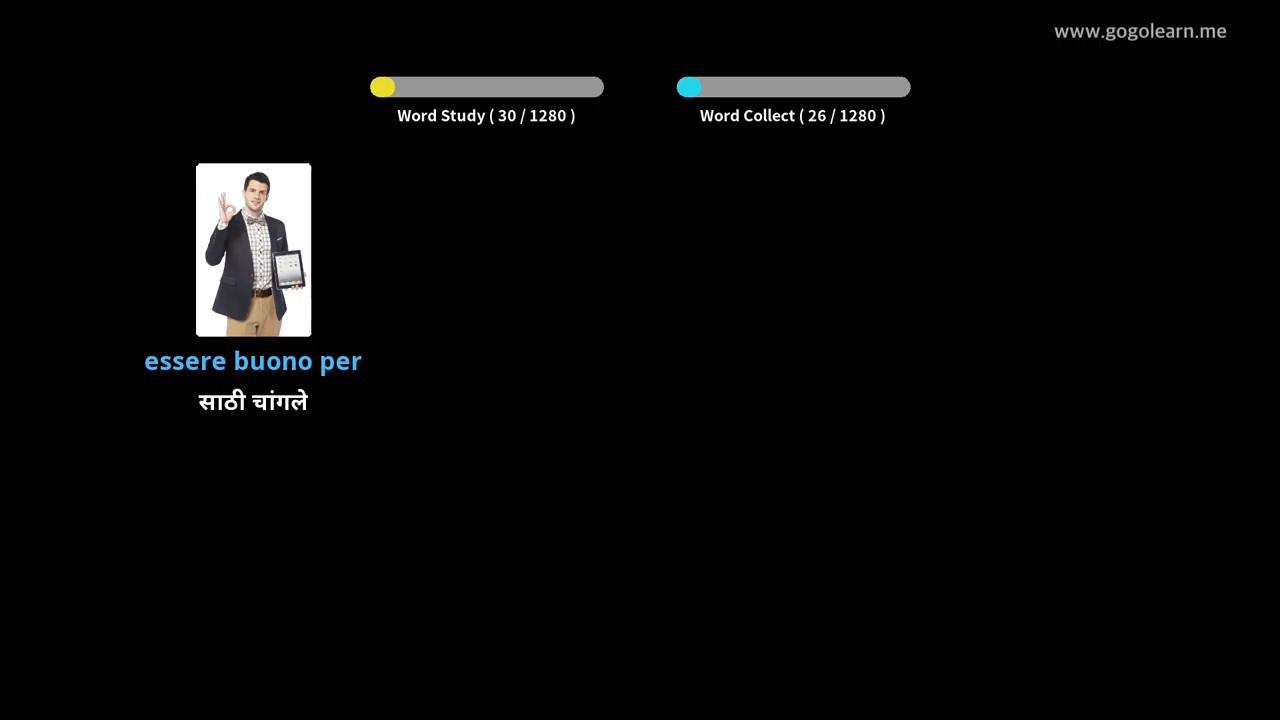 www.gogolearn.me
Word Study ( 30 / 1280 )
Word Collect ( 26 / 1280 )
essere buono per
साठी चांगले